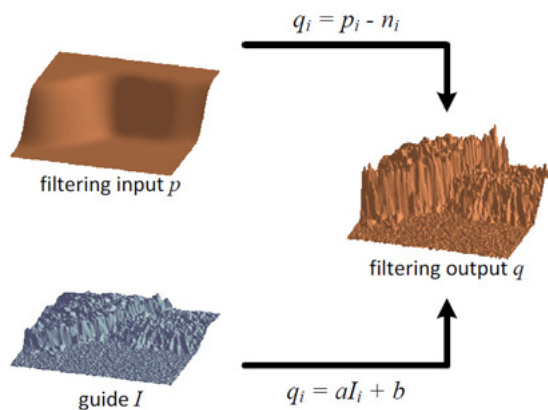 qᵢ = pᵢ - nᵢ
filtering input p
filtering output q
guide I
qᵢ = aIᵢ + b